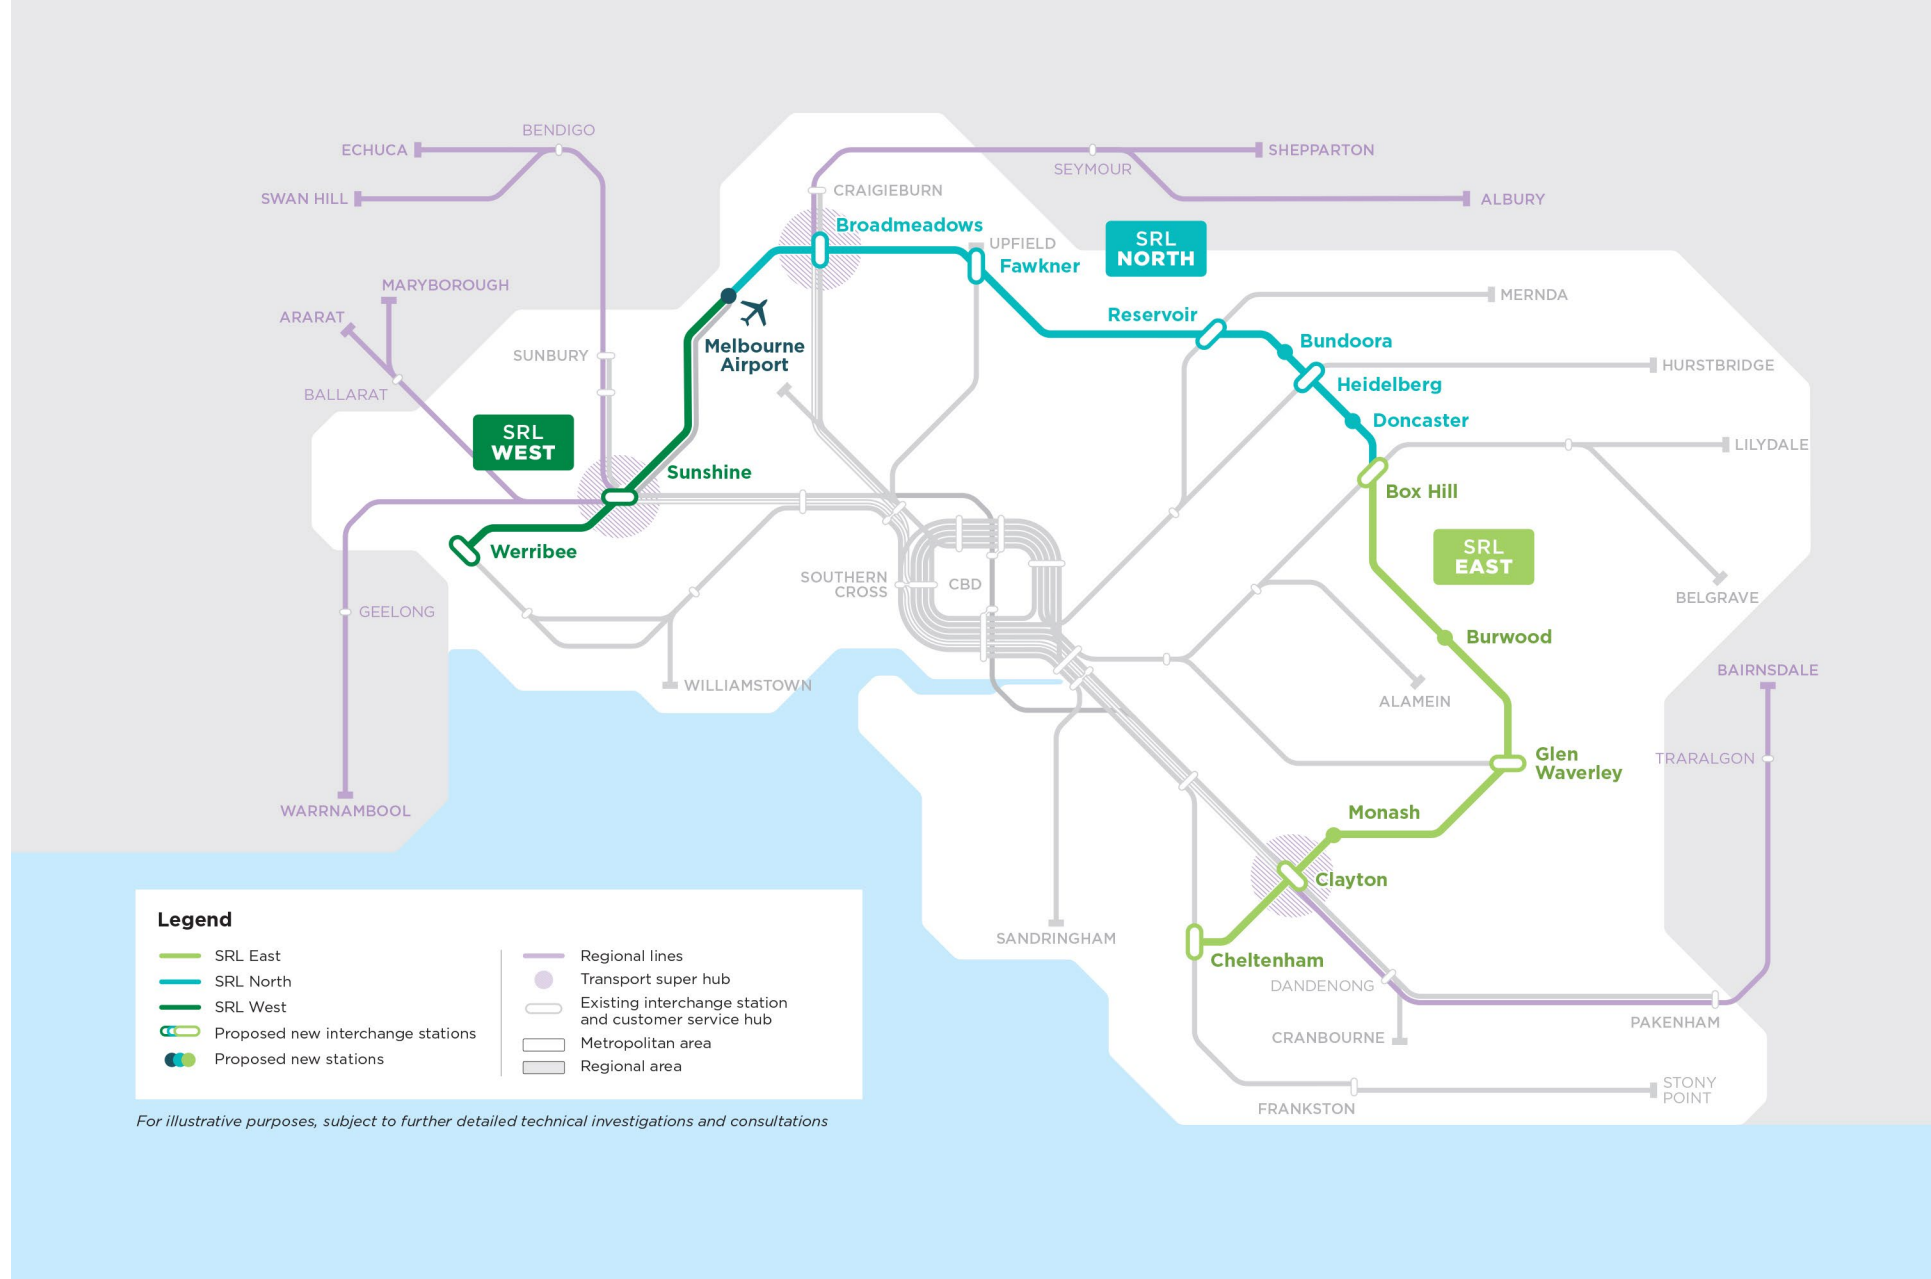 BENDIGO
ECHUCA
SWAN HILL
SHEPPARTON
SEYMOUR
ALBURY
CRAIGIEBURN
Broadmeadows
UPFIELD
Fawkner
SRL
NORTH
MARYBOROUGH
ARARAT
BALLARAT
SUNBURY
Melbourne
Airport
Reservoir
MERNDA
Bundoora
HURSTBRIDGE
Heidelberg
Doncaster
LILYDALE
SRL
WEST
Sunshine
Box Hill
Werribee
SRL
EAST
SOUTHERN
CROSS
CBD
BELGRAVE
GEELONG
Burwood
WILLIAMSTOWN
ALAMEIN
BAIRNSDALE
TRARALGON
Glen
Waverley
WARRNAMBOOL
Monash
Clayton
SANDRINGHAM
Cheltenham
DANDENONG
PAKENHAM
CRANBOURNE
STONY
POINT
FRANKSTON
Legend
SRL East
SRL North
SRL West
Proposed new interchange stations
Proposed new stations
Regional lines
Transport super hub
Existing interchange station
and customer service hub
Metropolitan area
Regional area
For illustrative purposes, subject to further detailed technical investigations and consultations